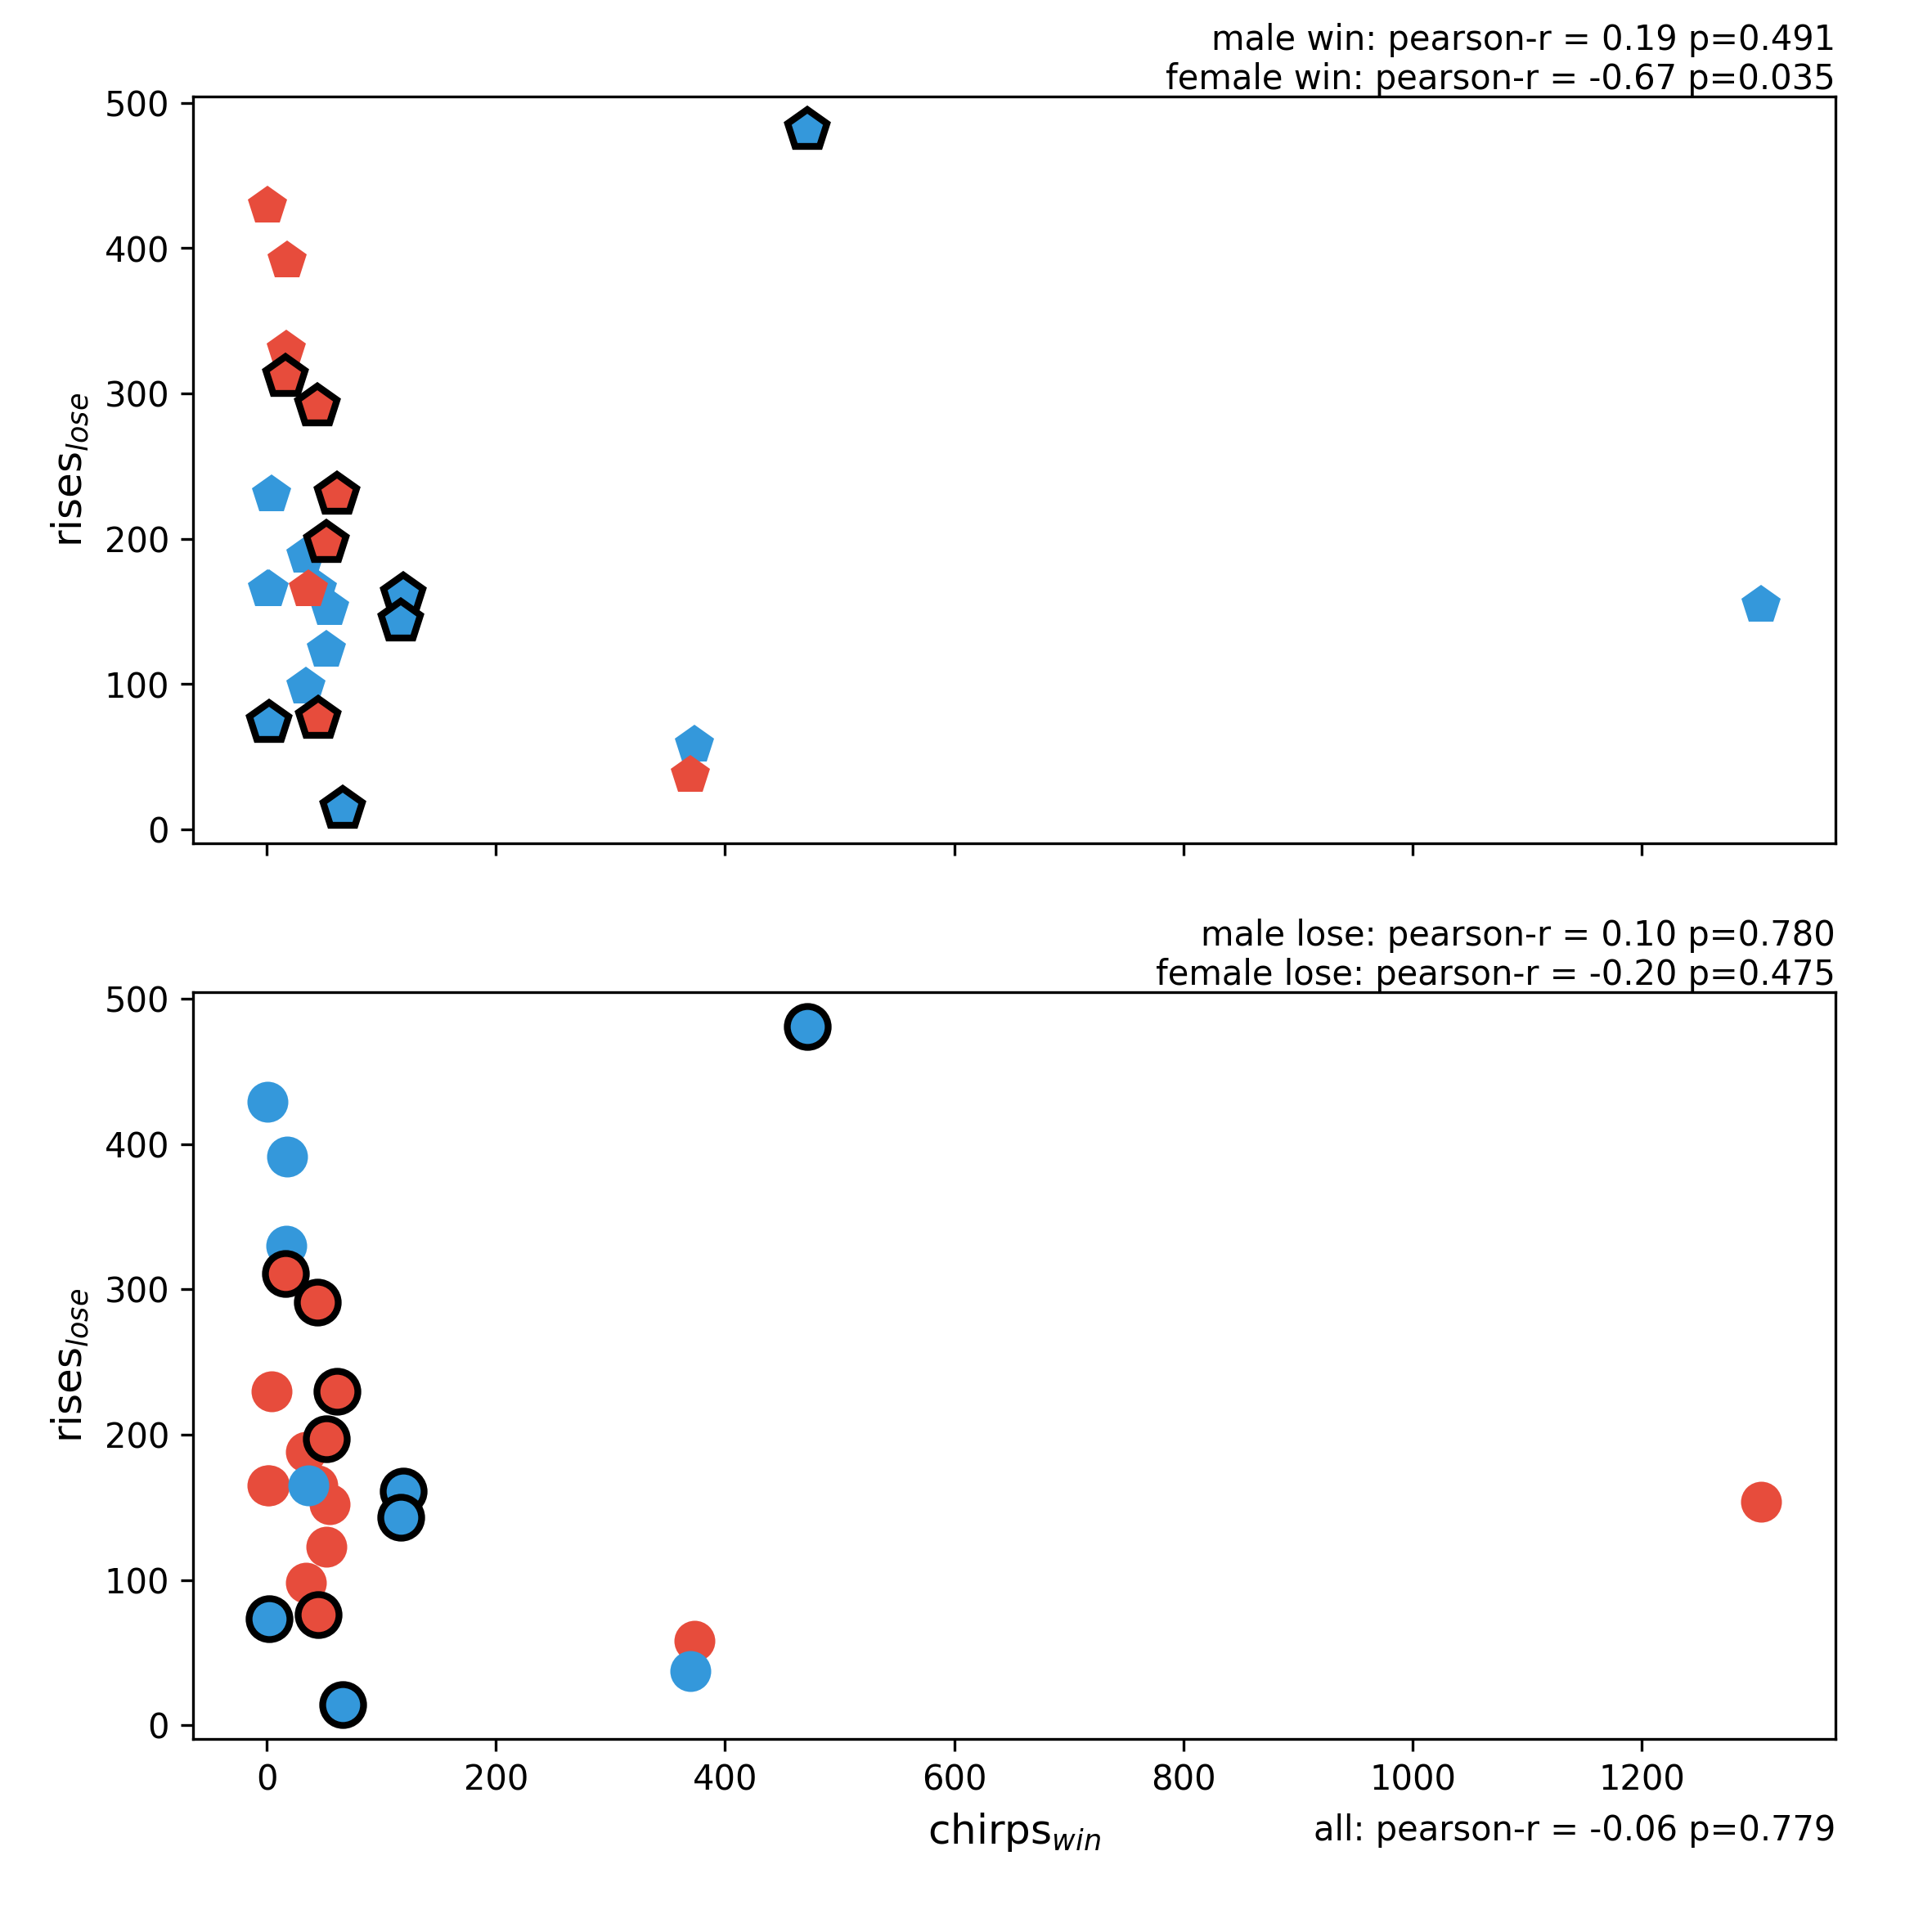 male win: pearson-r = 0.19 p=0.491
female win: pearson-r = -0.67 p=0.035
500
400
300
200
100
0
rises_lose
male lose: pearson-r = 0.10 p=0.780
female lose: pearson-r = -0.20 p=0.475
500
400
300
200
100
0
rises_lose
0 200 400 600 800 1000 1200
chirps_win
all: pearson-r = -0.06 p=0.779